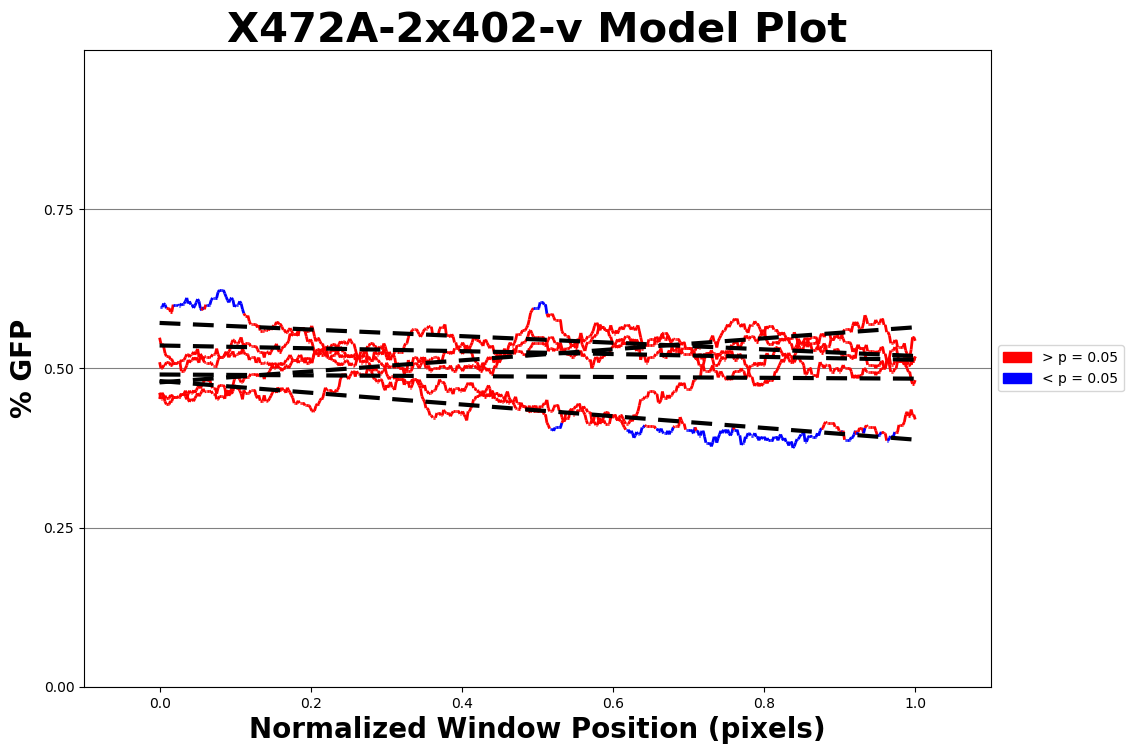 X472A-2x402-v Model Plot
% GFP
0.75
0.50
0.25
0.00
0.0 0.2 0.4 0.6 0.8 1.0
Normalized Window Position (pixels)
> p = 0.05
< p = 0.05